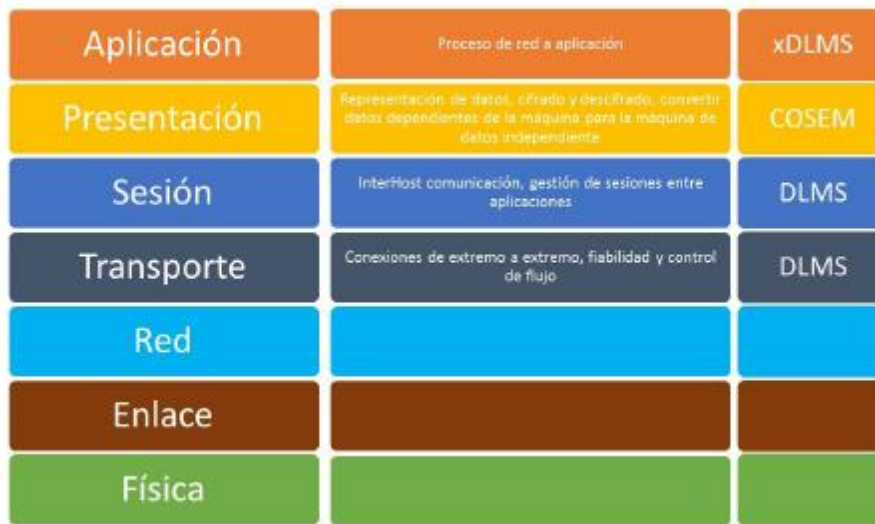 Aplicación
Proceso de red a aplicación
xDLMS
Presentación
Representación de datos, cifrado y descifrado, convertir
datos dependientes de la máquina para la máquina de
datos independiente
COSEM
Sesión
InterHost comunicación, gestión de sesiones entre
aplicaciones
DLMS
Transporte
Conexiones de extremo a extremo, fiabilidad y control
de flujo
DLMS
Red
Enlace
Física